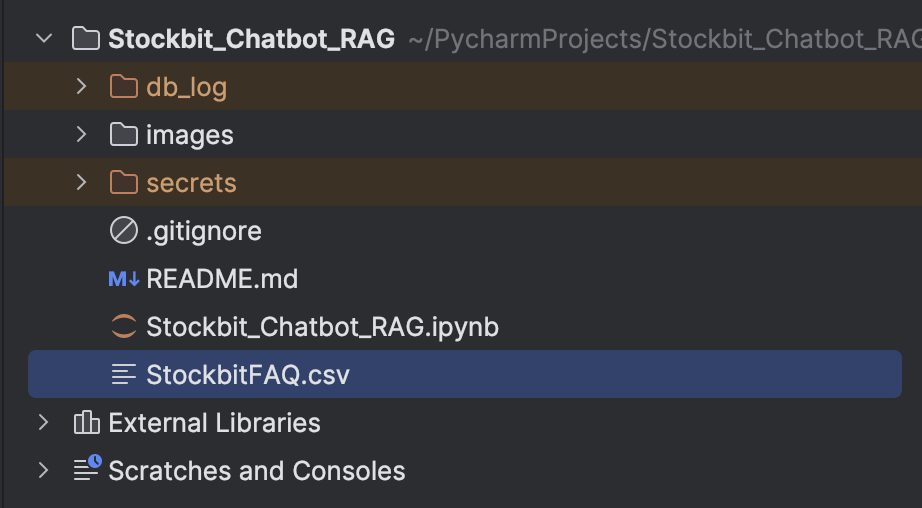 Stockbit_Chatbot_RAG ~/PycharmProjects/Stockbit_Chatbot_RAG
db_log
images
secrets
.gitignore
M↓ README.md
Stockbit_Chatbot_RAG.ipynb
StockbitFAQ.csv
External Libraries
Scratches and Consoles